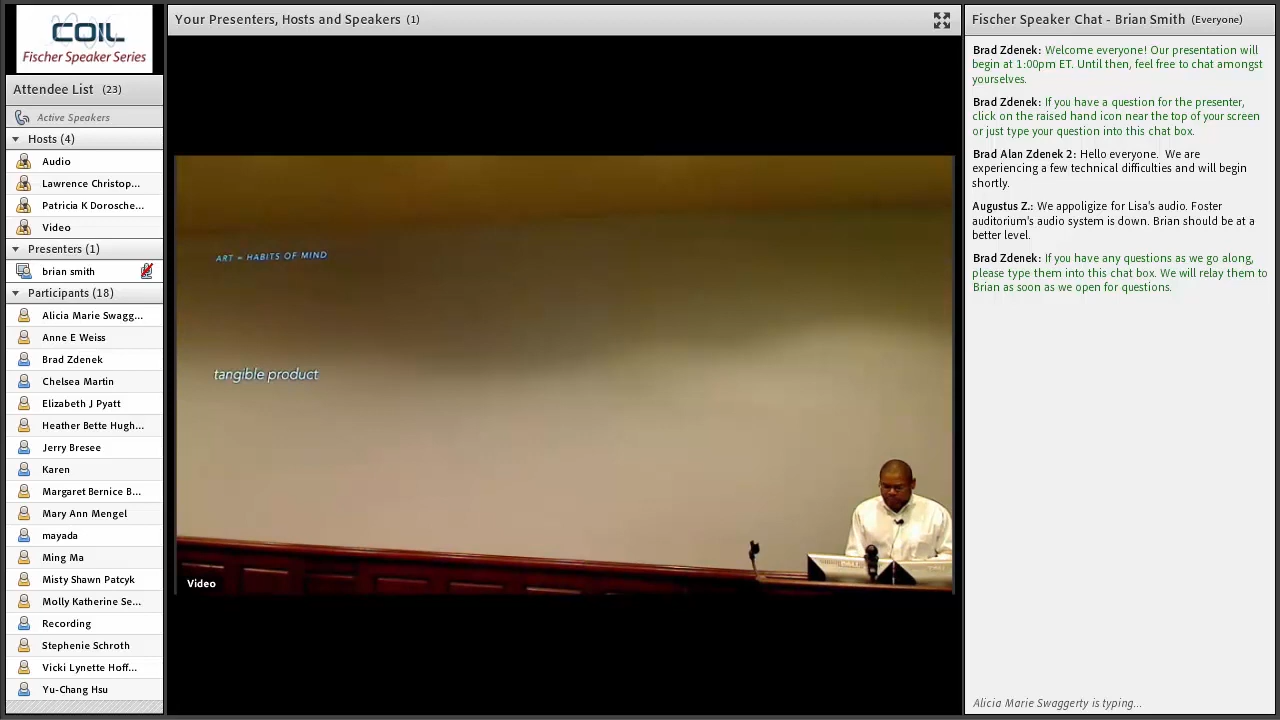 COIL
Fischer Speaker Series
Attendee List (23)
Active Speakers
Hosts (4)
Audio
Lawrence Christop...
Patricia K Dorosche...
Video
Presenters (1)
brian smith
Participants (18)
Alicia Marie Swagg...
Anne E Weiss
Brad Zdenek
Chelsea Martin
Elizabeth J Pyatt
Heather Bette Hugh...
Jerry Bresee
Karen
Margaret Bernice B...
Mary Ann Mengel
mayada
Ming Ma
Misty Shawn Patcyk
Molly Katherine Se...
Recording
Stephenie Schroth
Vicki Lynette Hoff...
Yu-Chang Hsu
Your Presenters, Hosts and Speakers (1)
ART = HABITS OF MIND
tangible product
Video
Fischer Speaker Chat - Brian Smith (Everyone)
Brad Zdenek: Welcome everyone! Our presentation will
begin at 1:00pm ET. Until then, feel free to chat amongst
yourselves.
Brad Zdenek: If you have a question for the presenter,
click on the raised hand icon near the top of your screen
or just type your question into this chat box.
Brad Alan Zdenek 2: Hello everyone. We are
experiencing a few technical difficulties and will begin
shortly.
Augustus Z.: We appoligize for Lisa's audio. Foster
auditorium's audio system is down. Brian should be at a
better level.
Brad Zdenek: If you have any questions as we go along,
please type them into this chat box. We will relay them to
Brian as soon as we open for questions.
Alicia Marie Swaggerty is typing...